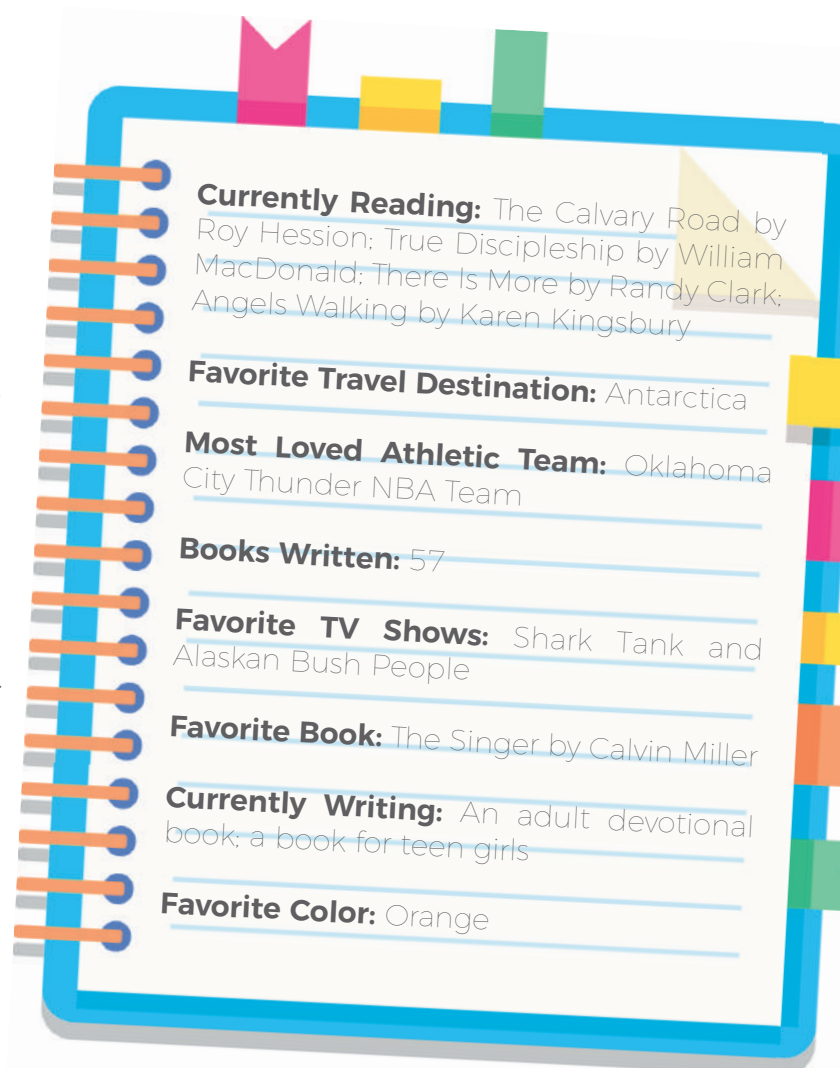 Currently Reading: The Calvary Road by
Roy Hession; True Discipleship by William
MacDonald; There Is More by Randy Clark;
Angels Walking by Karen Kingsbury
Favorite Travel Destination: Antarctica
Most Loved Athletic Team: Oklahoma
City Thunder NBA Team
Books Written: 57
Favorite TV Shows: Shark Tank and
Alaskan Bush People
Favorite Book: The Singer by Calvin Miller
Currently Writing: An adult devotional
book; a book for teen girls
Favorite Color: Orange